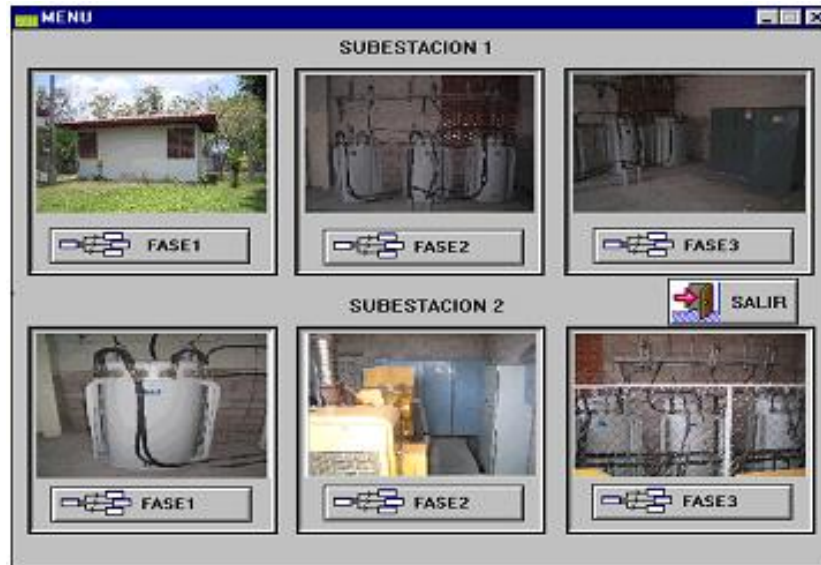 MENU
SUBESTACION 1
FASE1
FASE2
FASE3
SALIR
SUBESTACION 2
FASE1
FASE2
FASE3